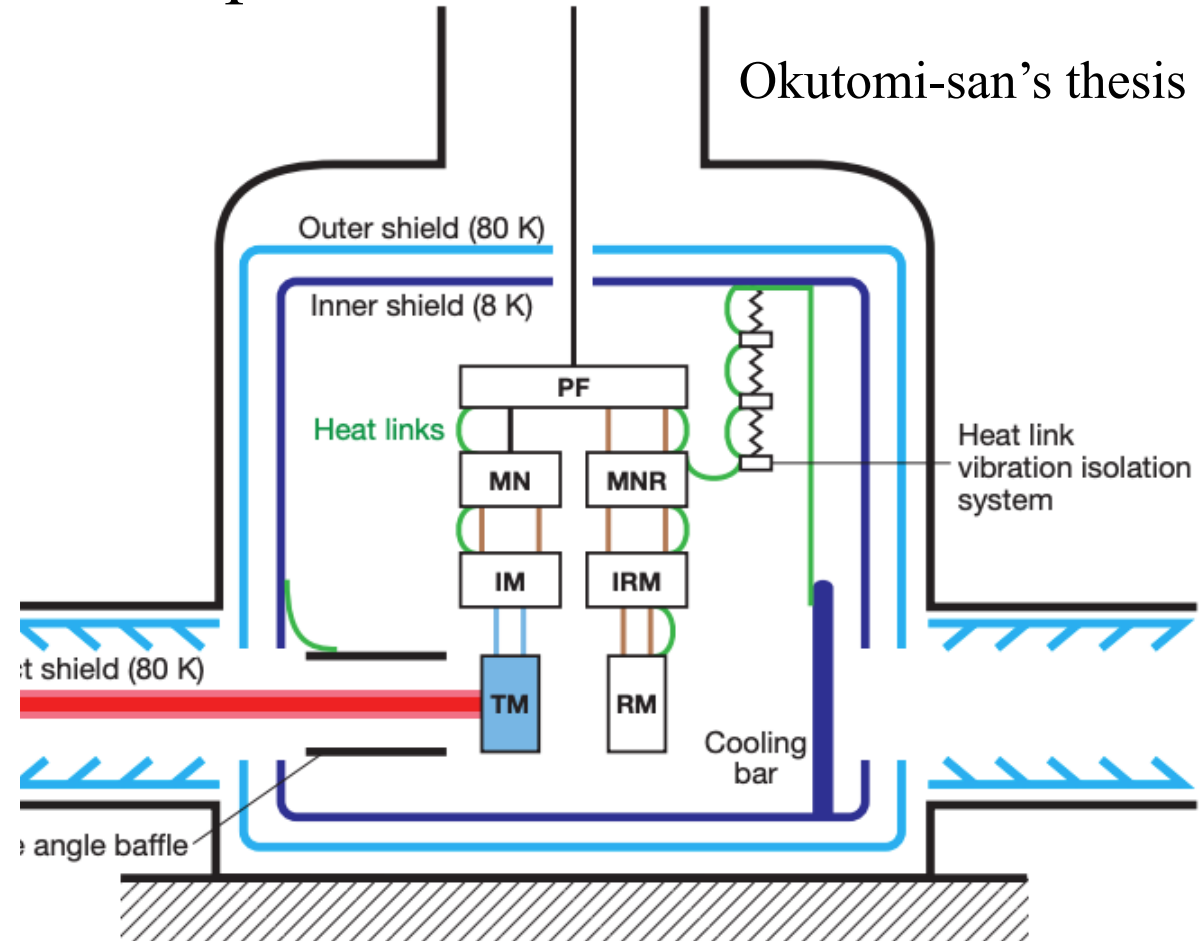 Okutomi-san’s thesis
Outer shield (80 K)
Inner shield (8 K)
PF
Heat links
MN
MNR
Heat link
vibration isolation
system
IM
IRM
shield (80 K)
TM
RM
Cooling
bar
angle baffle